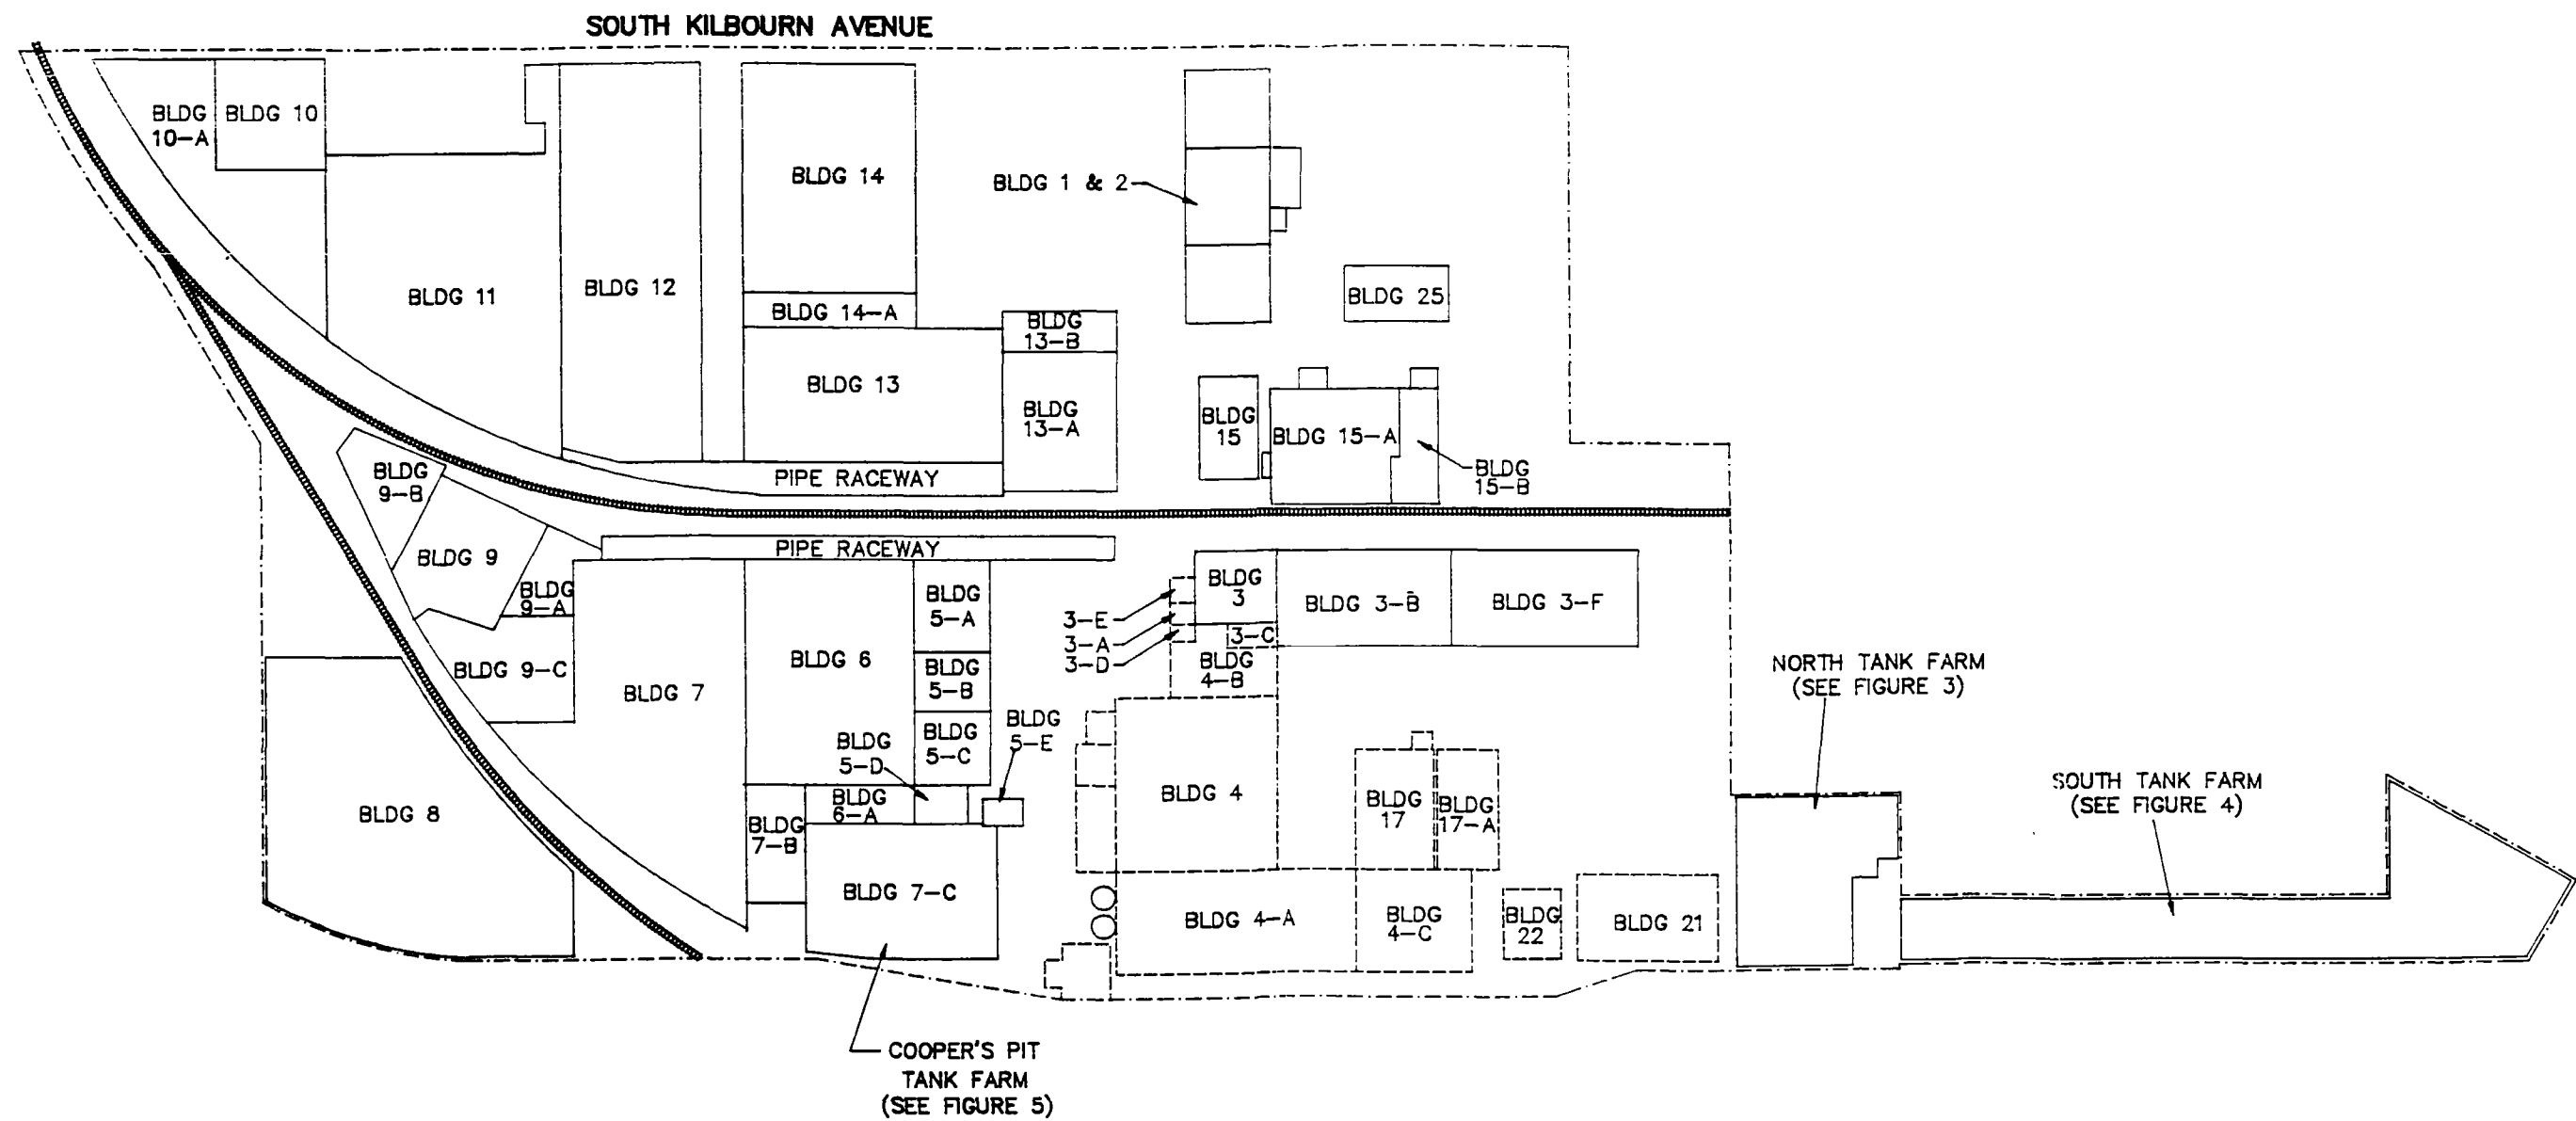 SOUTH KILBOURN AVENUE
BLDG
10-A
BLDG 10
BLDG 11
BLDG 12
BLDG 14
BLDG 14-A
BLDG 13
BLDG
13-B
BLDG
13-A
PIPE RACEWAY
BLDG 1 & 2
BLDG 25
BLDG
15
BLDG 15-A
BLDG
15-B
BLDG
9-B
BLDG 9
BLDG
9-A
BLDG 9-C
BLDG 8
PIPE RACEWAY
BLDG 7
BLDG 6
BLDG
5-A
BLDG
5-B
BLDG
5-C
BLDG
5-D
BLDG
5-E
BLDG
6-A
BLDG
7-B
BLDG 7-C
COOPER'S PIT
TANK FARM
(SEE FIGURE 5)
3-E
3-A
3-D
BLDG
3
3-C
BLDG 3-B
BLDG 3-F
BLDG
4-B
BLDG 4
BLDG
17
BLDG
17-A
BLDG 4-A
BLDG
4-C
BLDG
22
BLDG 21
NORTH TANK FARM
(SEE FIGURE 3)
SOUTH TANK FARM
(SEE FIGURE 4)